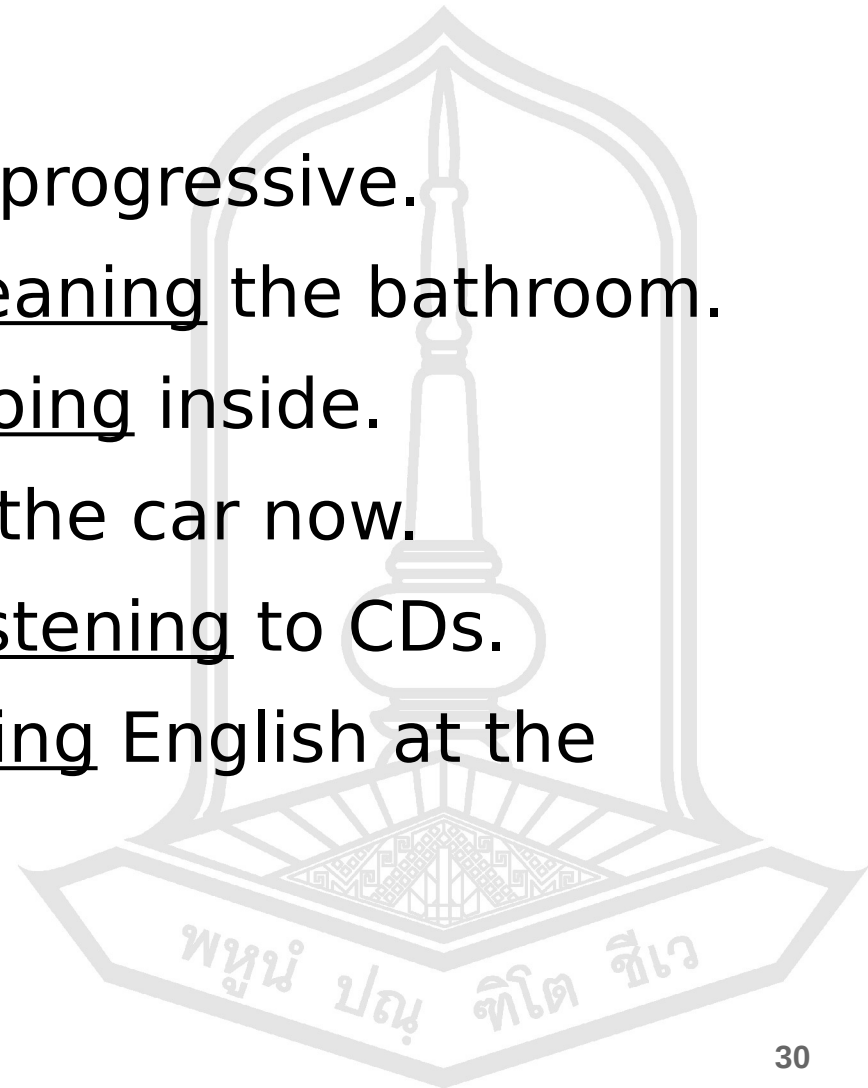 progressive.
eaning the bathroom.
oing inside.
the car now.
stening to CDs.
ing English at the
พหูนํ ปณฺฑิโต ชีเว
30